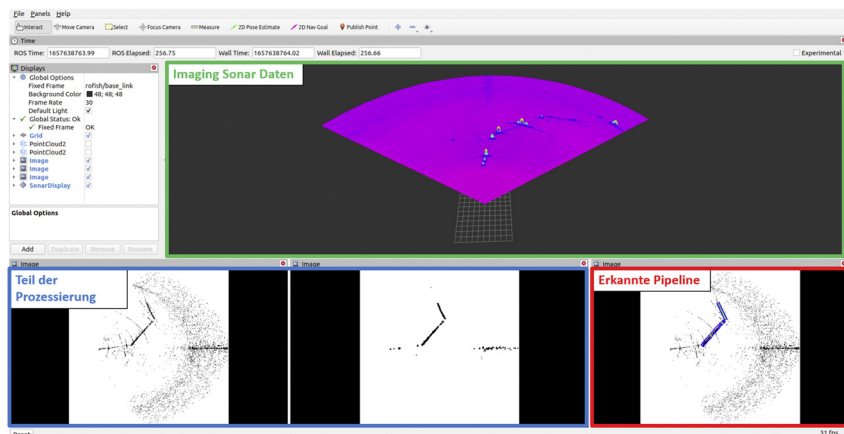 File Panels Help
Interact Move Camera Select Focus Camera Measure 2D Pose Estimate 2D Nav Goal Publish Point
Time
ROS Time: 1657638763.99 ROS Elapsed: 256.75 Wall Time: 1657638764.02 Wall Elapsed: 256.66 Experimental
Displays
Global Options
Fixed Frame rofish/base_link
Background Color 48; 48; 48
Frame Rate 30
Default Light
Global Status: Ok
Fixed Frame OK
Grid
PointCloud2
PointCloud2
Image
Image
Image
SonarDisplay
Global Options
Add Duplicate Remove Rename
Imaging Sonar Daten
Image Image Image
Teil der
Prozessierung
Erkannte Pipeline
Reset 31 fps